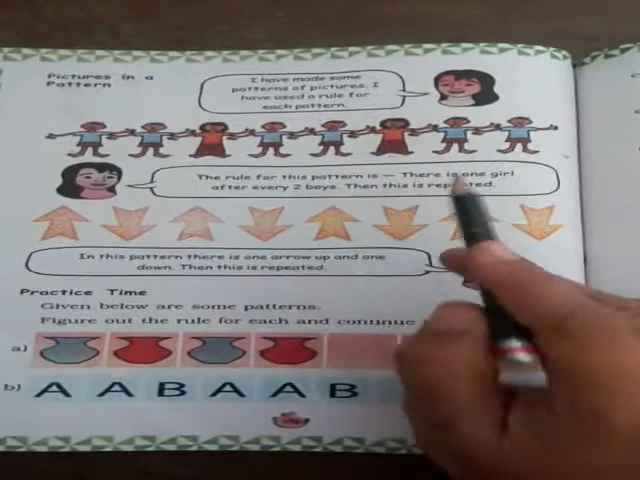 Pictures in a
Pattern
I have made some
patterns of pictures. I
have used a rule for
each pattern.
The rule for this pattern is — There is one girl
after every 2 boys. Then this is repeated.
In this pattern there is one arrow up and one
down. Then this is repeated.
Practice Time
Given below are some patterns.
Figure out the rule for each and continue
a)
b) A A B A A B